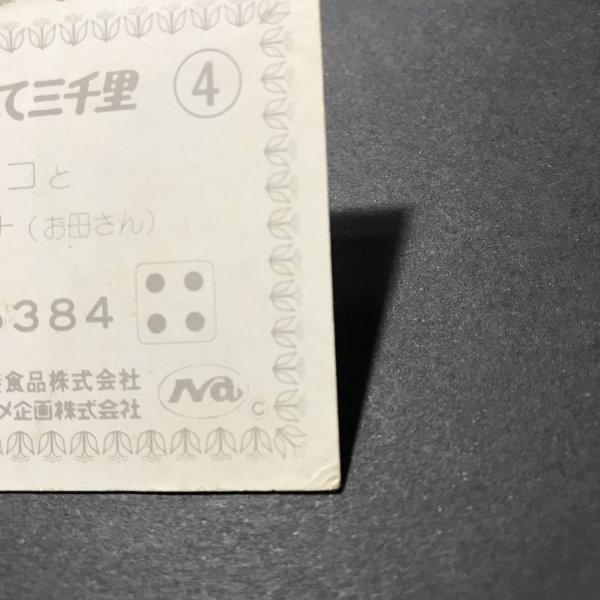 て三千里 ④
コと
ナ（お母さん）
384
食品株式会社
メ企画株式会社
Na ©